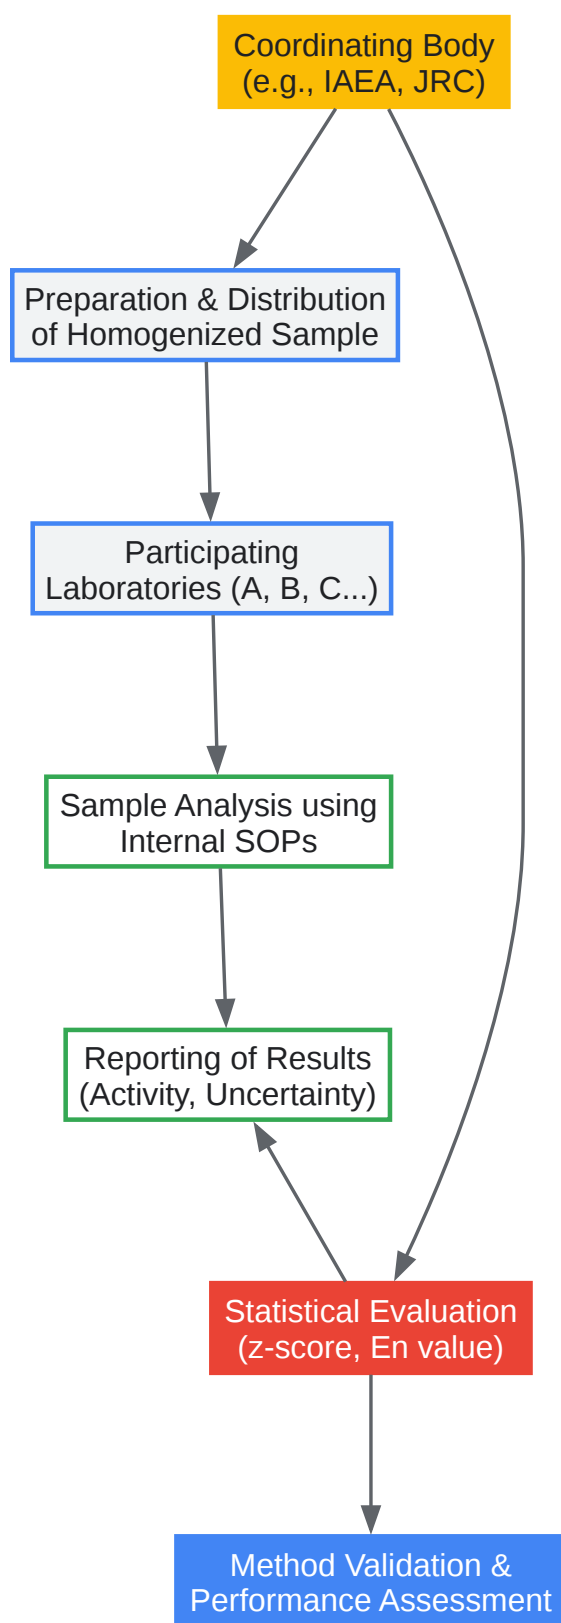 Coordinating Body
(e.g., IAEA, JRC)
Preparation & Distribution
of Homogenized Sample
Participating
Laboratories (A, B, C...)
Sample Analysis using
Internal SOPs
Reporting of Results
(Activity, Uncertainty)
Statistical Evaluation
(z-score, En value)
Method Validation &
Performance Assessment